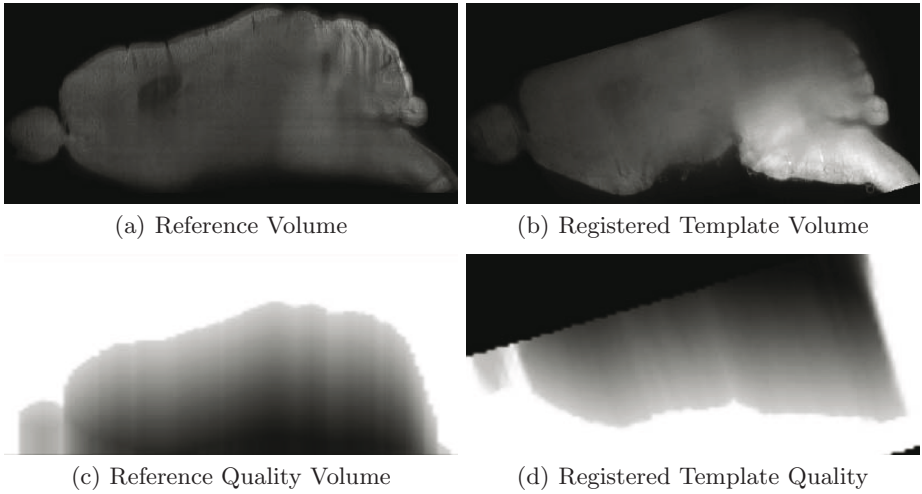 (a) Reference Volume
(b) Registered Template Volume
(c) Reference Quality Volume
(d) Registered Template Quality